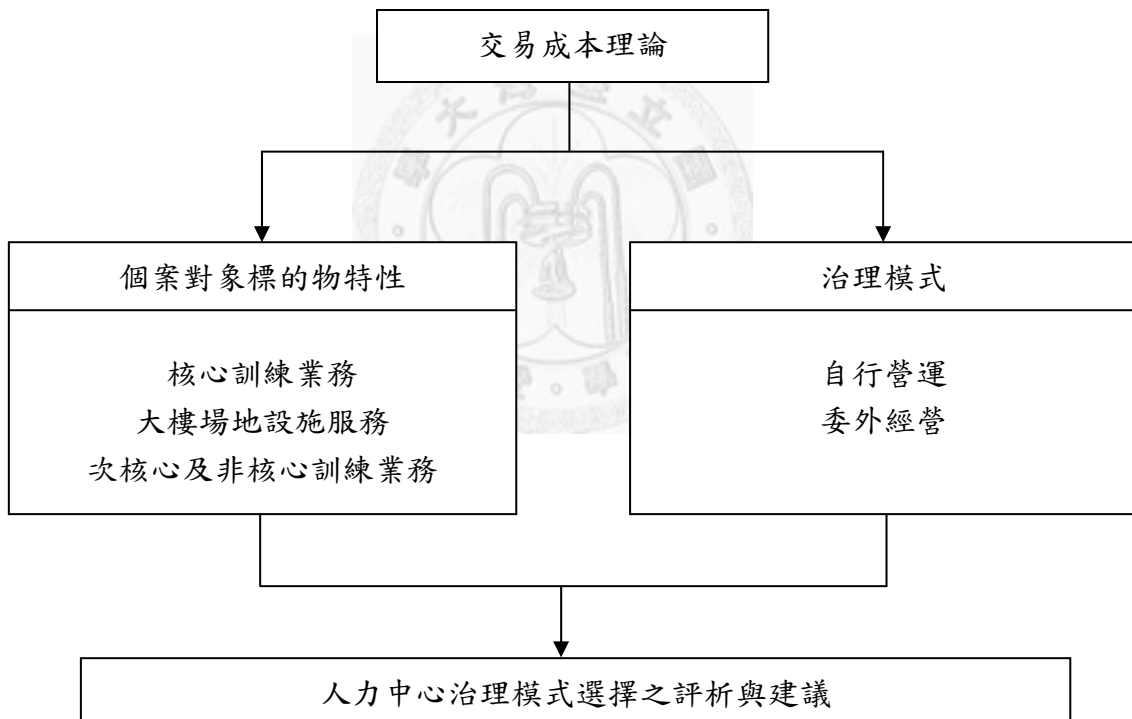 交易成本理論
個案對象標的物特性
核心訓練業務
大樓場地設施服務
次核心及非核心訓練業務
治理模式
自行營運
委外經營
人力中心治理模式選擇之評析與建議